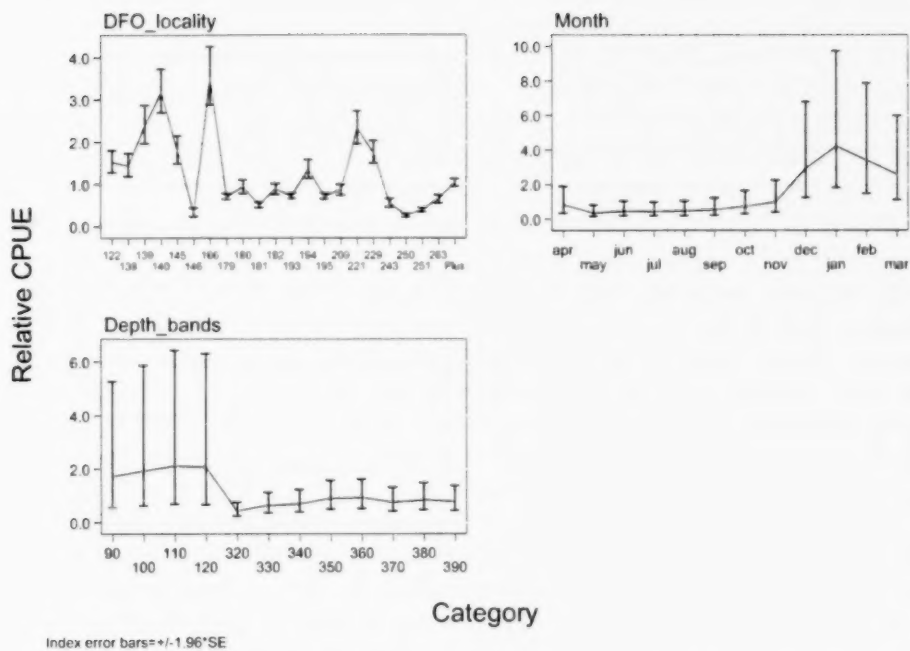 DFO_locality
4.0
3.0
2.0
1.0
0.0
122 139 145 166 180 182 194 209 229 250 263
138 140 146 179 181 193 195 221 243 251 Plus
Month
10.0
8.0
6.0
4.0
2.0
0.0
apr jun aug oct dec feb
may jul sep nov jan mar
Relative CPUE
Depth_bands
6.0
4.0
2.0
0.0
90 110 320 340 360 380
100 120 330 350 370 390
Category
Index error bars=+/-1.96*SE